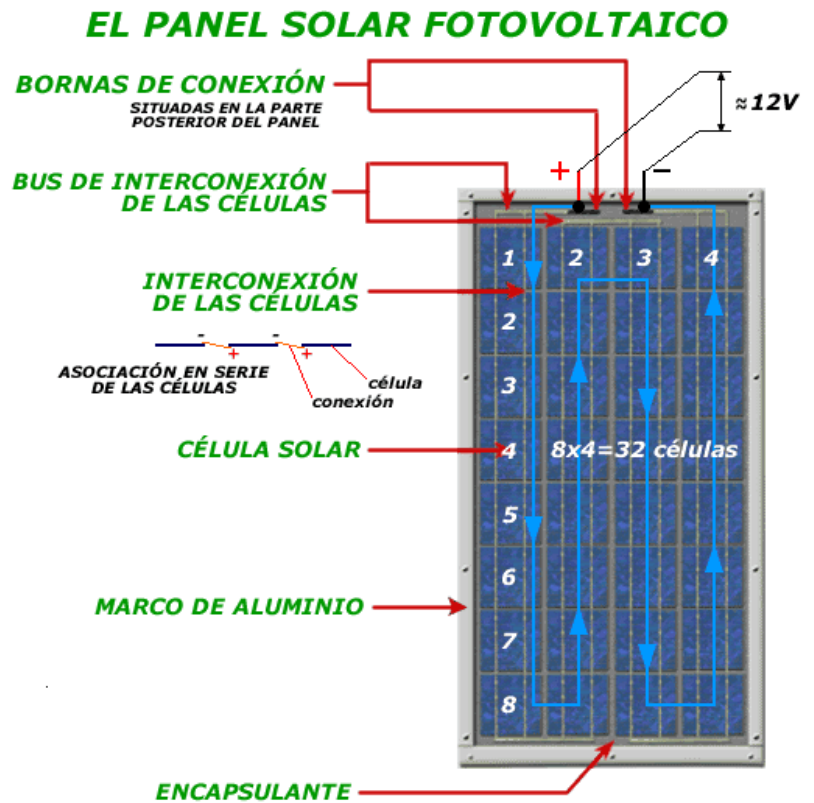 EL PANEL SOLAR FOTOVOLTAICO
BORNAS DE CONEXIÓN
SITUADAS EN LA PARTE
POSTERIOR DEL PANEL
≈12V
+
−
BUS DE INTERCONEXIÓN
DE LAS CÉLULAS
1 2 3 4
INTERCONEXIÓN
DE LAS CÉLULAS
2
- -
+ +
ASOCIACIÓN EN SERIE
DE LAS CÉLULAS
célula
conexión
3
CÉLULA SOLAR
4
8x4=32 células
5
6
MARCO DE ALUMINIO
7
8
ENCAPSULANTE